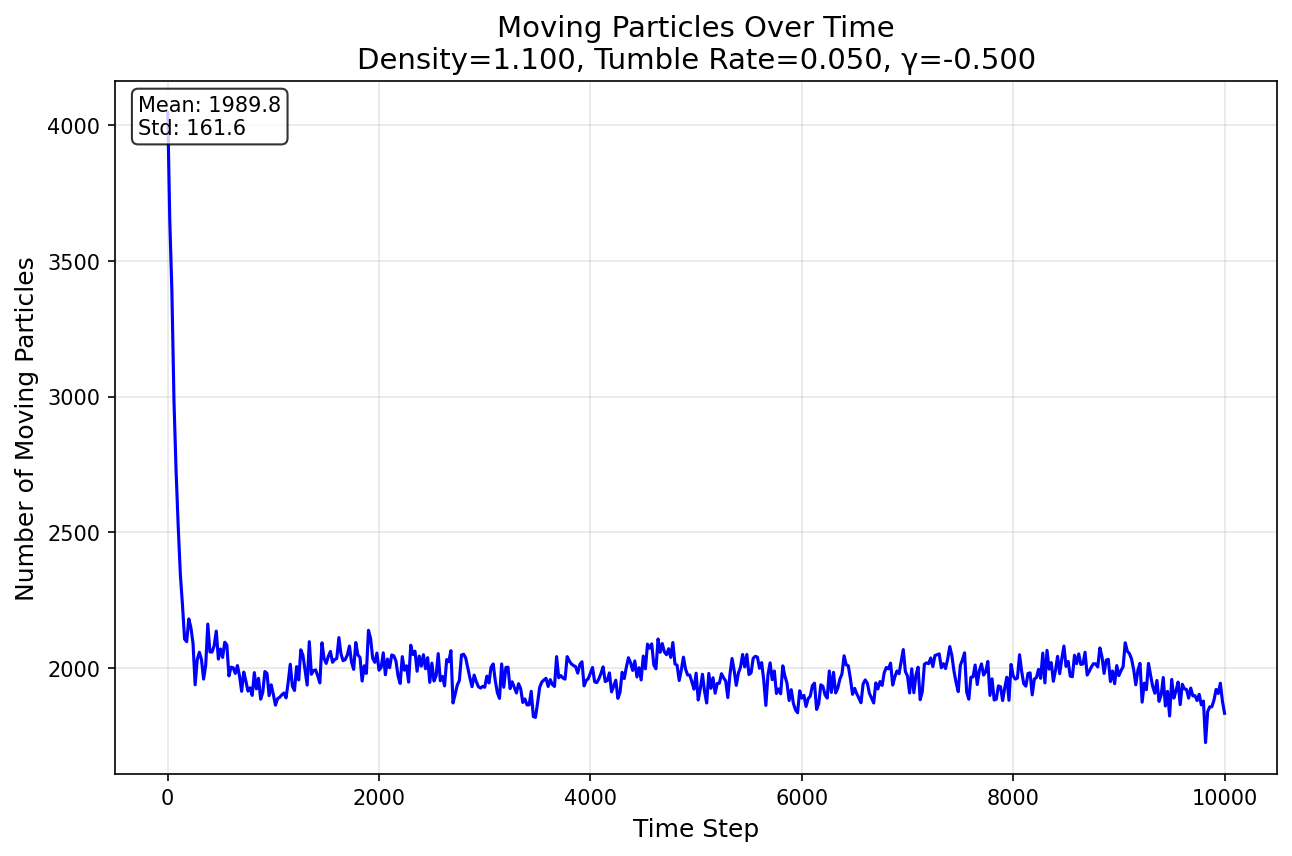 Moving Particles Over Time
Density=1.100, Tumble Rate=0.050, γ=-0.500
Mean: 1989.8
Std: 161.6
Number of Moving Particles
4000
3500
3000
2500
2000
0 2000 4000 6000 8000 10000
Time Step